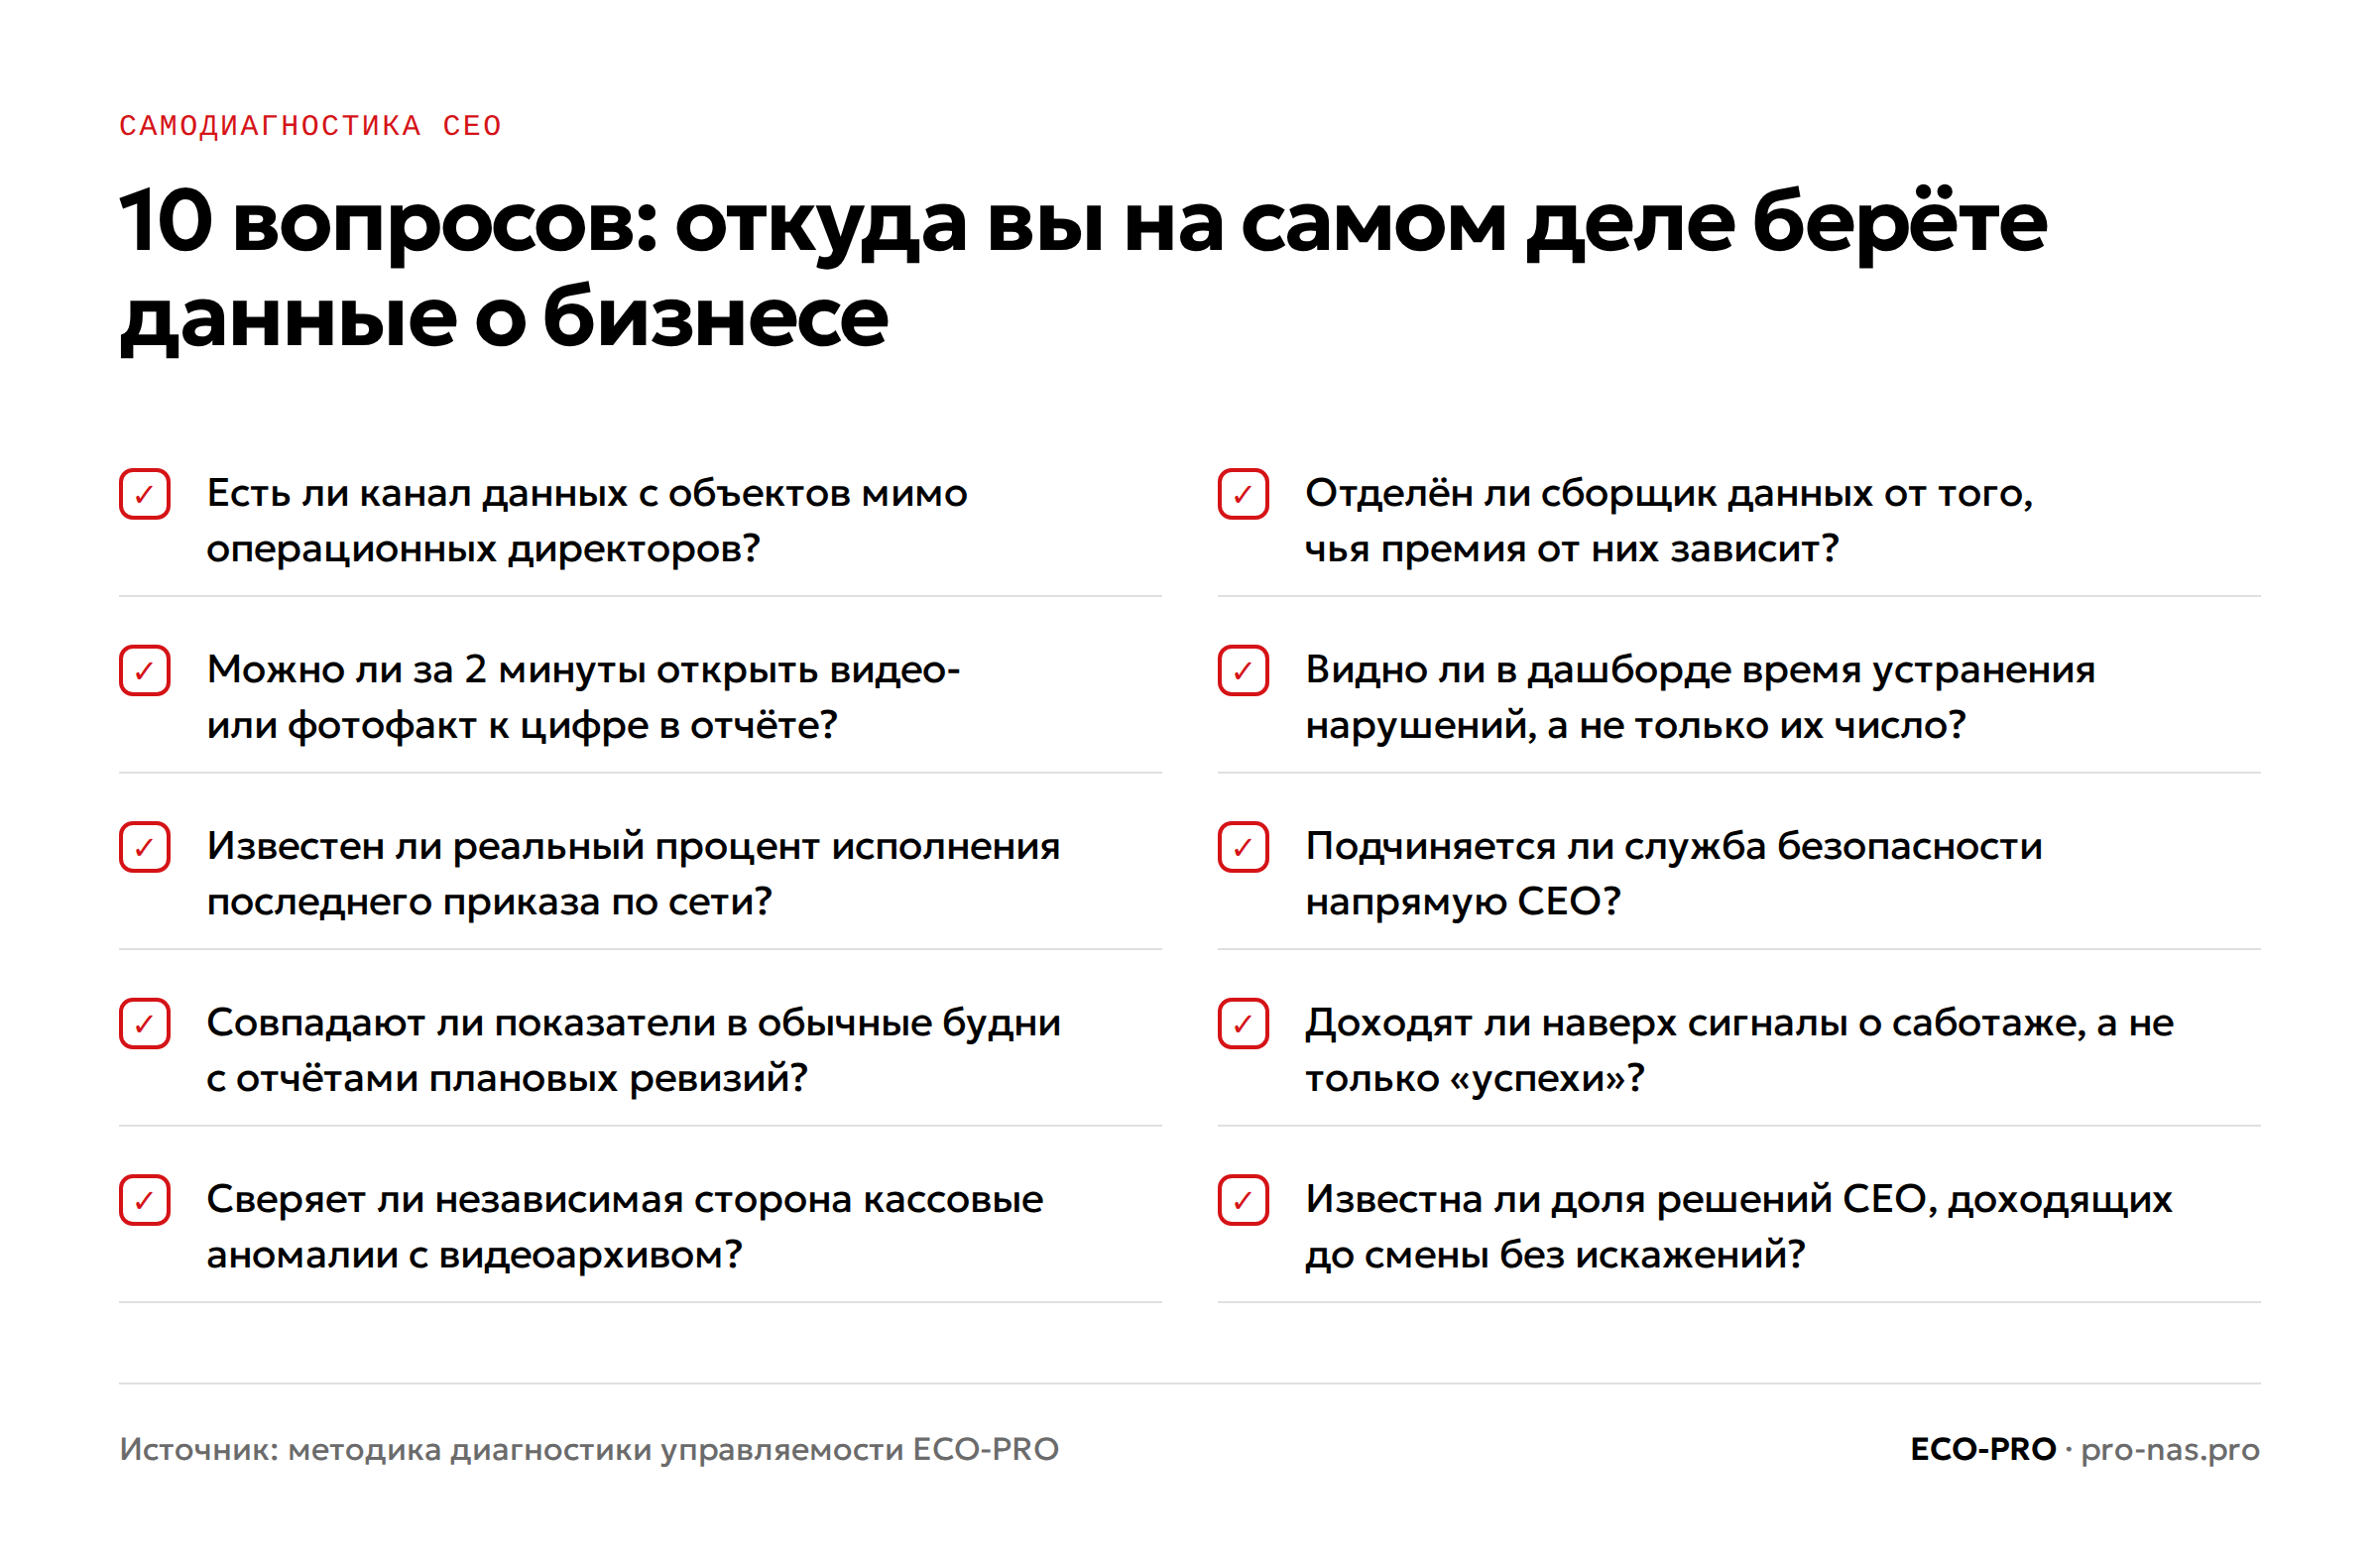 САМОДИАГНОСТИКА CEO
10 вопросов: откуда вы на самом деле берёте
данные о бизнесе
✓ Есть ли канал данных с объектов мимо
операционных директоров?
✓ Отделён ли сборщик данных от того,
чья премия от них зависит?
✓ Можно ли за 2 минуты открыть видео-
или фотофакт к цифре в отчёте?
✓ Видно ли в дашборде время устранения
нарушений, а не только их число?
✓ Известен ли реальный процент исполнения
последнего приказа по сети?
✓ Подчиняется ли служба безопасности
напрямую CEO?
✓ Совпадают ли показатели в обычные будни
с отчётами плановых ревизий?
✓ Доходят ли наверх сигналы о саботаже, а не
только «успехи»?
✓ Сверяет ли независимая сторона кассовые
аномалии с видеоархивом?
✓ Известна ли доля решений CEO, доходящих
до смены без искажений?
Источник: методика диагностики управляемости ECO-PRO
ECO-PRO · pro-nas.pro